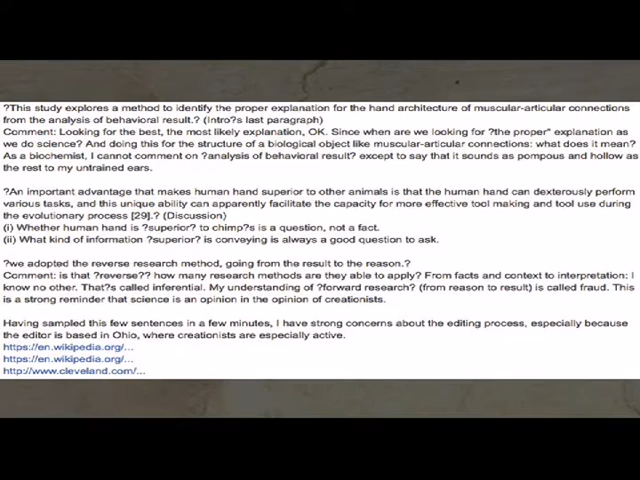 ?This study explores a method to identify the proper explanation for the hand architecture of muscular-articular connections
from the analysis of behavioral result.? (Intro?s last paragraph)
Comment: Looking for the best, the most likely explanation, OK. Since when are we looking for ?the proper" explanation as
we do science? And doing this for the structure of a biological object like muscular-articular connections: what does it mean?
As a biochemist, I cannot comment on ?analysis of behavioral result? except to say that it sounds as pompous and hollow as
the rest to my untrained ears.
?An important advantage that makes human hand superior to other animals is that the human hand can dexterously perform
various tasks, and this unique ability can apparently facilitate the capacity for more effective tool making and tool use during
the evolutionary process [29].? (Discussion)
(i) Whether human hand is ?superior? to chimp?s is a question, not a fact.
(ii) What kind of information ?superior? is conveying is always a good question to ask.
?we adopted the reverse research method, going from the result to the reason.?
Comment: is that ?reverse?? how many research methods are they able to apply? From facts and context to interpretation: I
know no other. That?s called inferential. My understanding of ?forward research? (from reason to result) is called fraud. This
is a strong reminder that science is an opinion in the opinion of creationists.
Having sampled this few sentences in a few minutes, I have strong concerns about the editing process, especially because
the editor is based in Ohio, where creationists are especially active.
https://en.wikipedia.org/...
https://en.wikipedia.org/...
http://www.cleveland.com/...